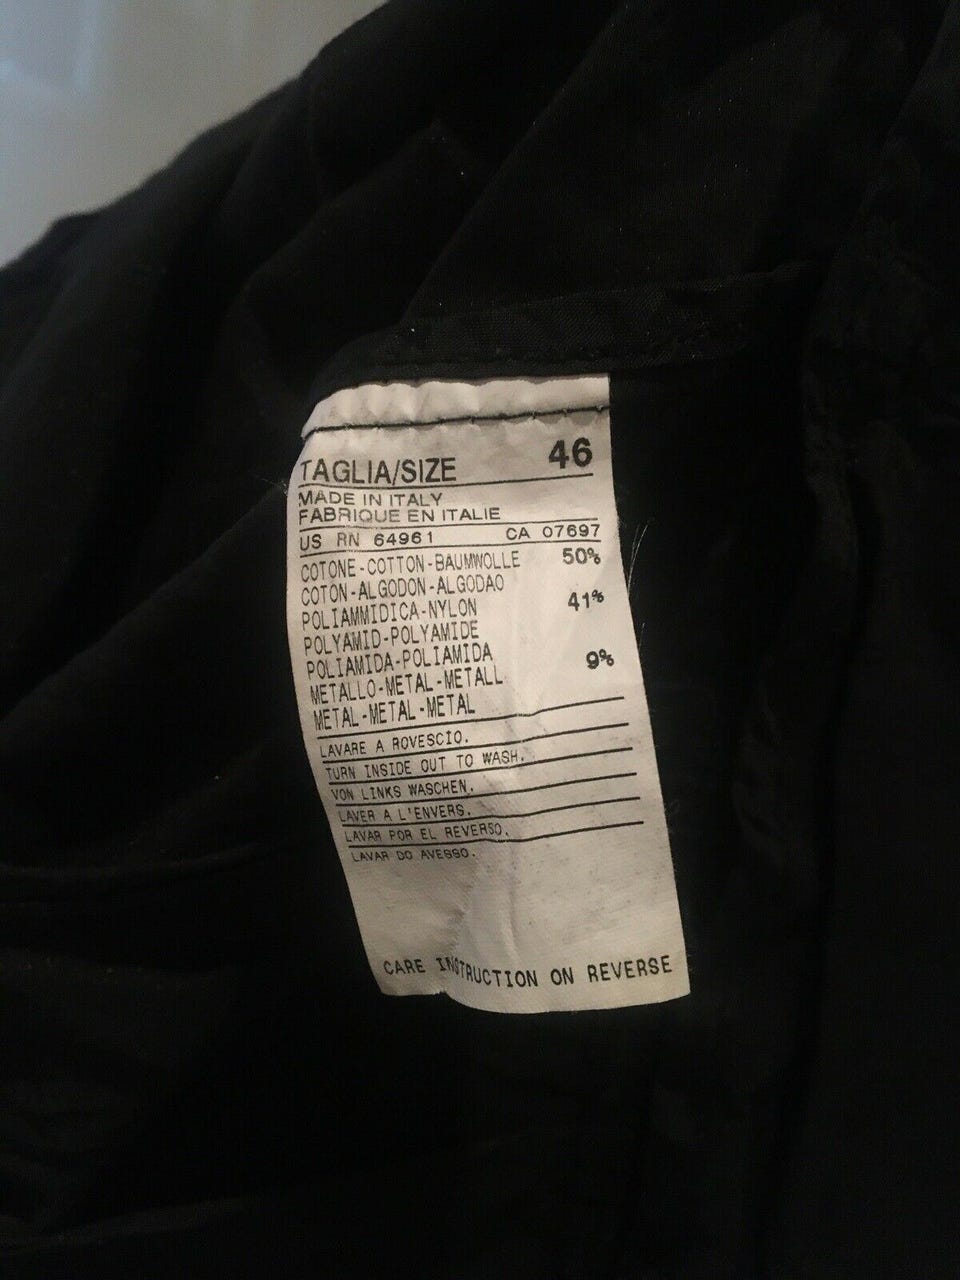 TAGLIA/SIZE 46
MADE IN ITALY
FABRIQUE EN ITALIE
US RN 64961 CA 07697
COTONE-COTTON-BAUMWOLLE 50%
COTON-ALGODON-ALGODAO
POLIAMMIDICA-NYLON 41%
POLYAMID-POLYAMIDE
POLIAMIDA-POLIAMIDA
METALLO-METAL-METALL 9%
METAL-METAL-METAL
LAVARE A ROVESCIO.
TURN INSIDE OUT TO WASH.
VON LINKS WASCHEN.
LAVER A L'ENVERS.
LAVAR POR EL REVERSO.
LAVAR DO AVESSO.
CARE INSTRUCTION ON REVERSE